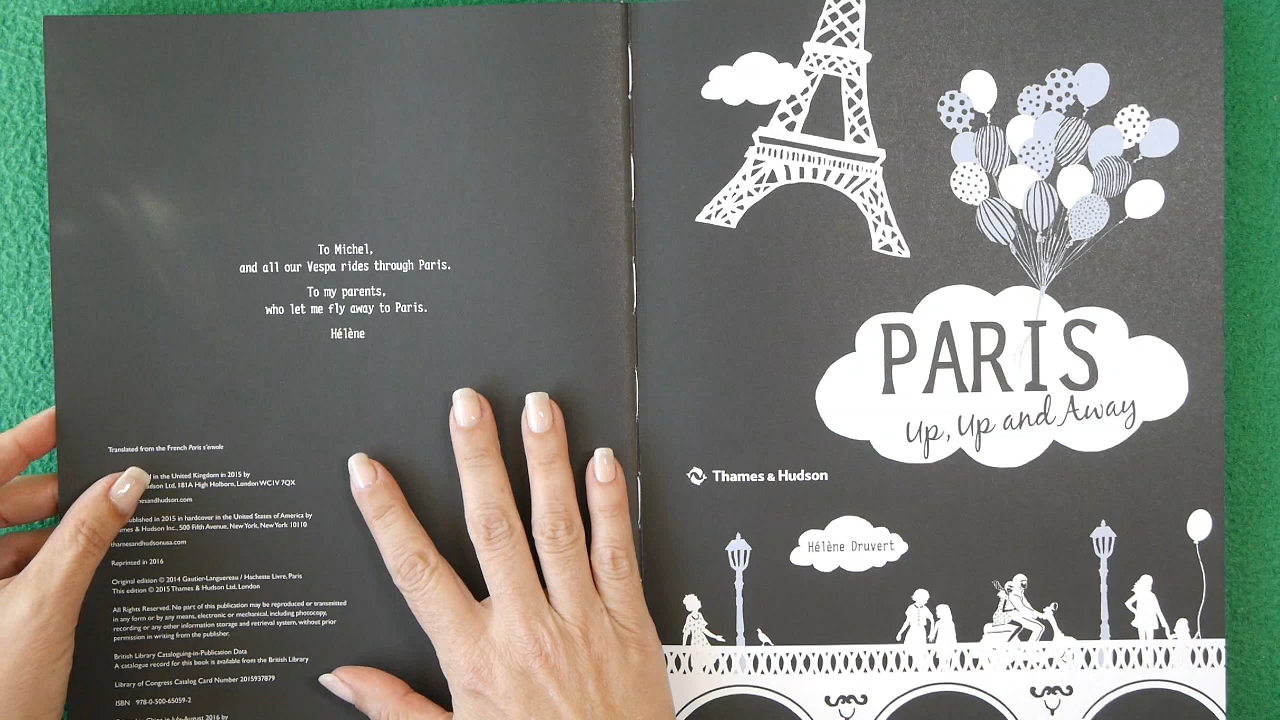 To Michel,
and all our Vespa rides through Paris.
To my parents,
who let me fly away to Paris.
Hélène
Translated from the French Paris s'envole
in the United Kingdom in 2015 by
Ltd, 181A High Holborn, London WC1V 7QX
in 2015 in hardcover in the United States of America by
& Hudson Inc., 500 Fifth Avenue, New York, New York 10110
thamesandhudsonusa.com
Reprinted in 2016
Original edition © 2014 Gautier-Languereau / Hachette Livre, Paris
This edition © 2015 Thames & Hudson Ltd, London
All Rights Reserved. No part of this publication may be reproduced or transmitted
in any form or by any means, electronic or mechanical, including photocopy,
recording or any other information storage and retrieval system, without prior
permission in writing from the publisher.
British Library Cataloguing-in-Publication Data
A catalogue record for this book is available from the British Library
Library of Congress Catalog Card Number 2015937879
ISBN 978-0-500-65059-2
in China in July-August 2016 by
PARIS
Up, Up and Away
Thames & Hudson
Hélène Druvert